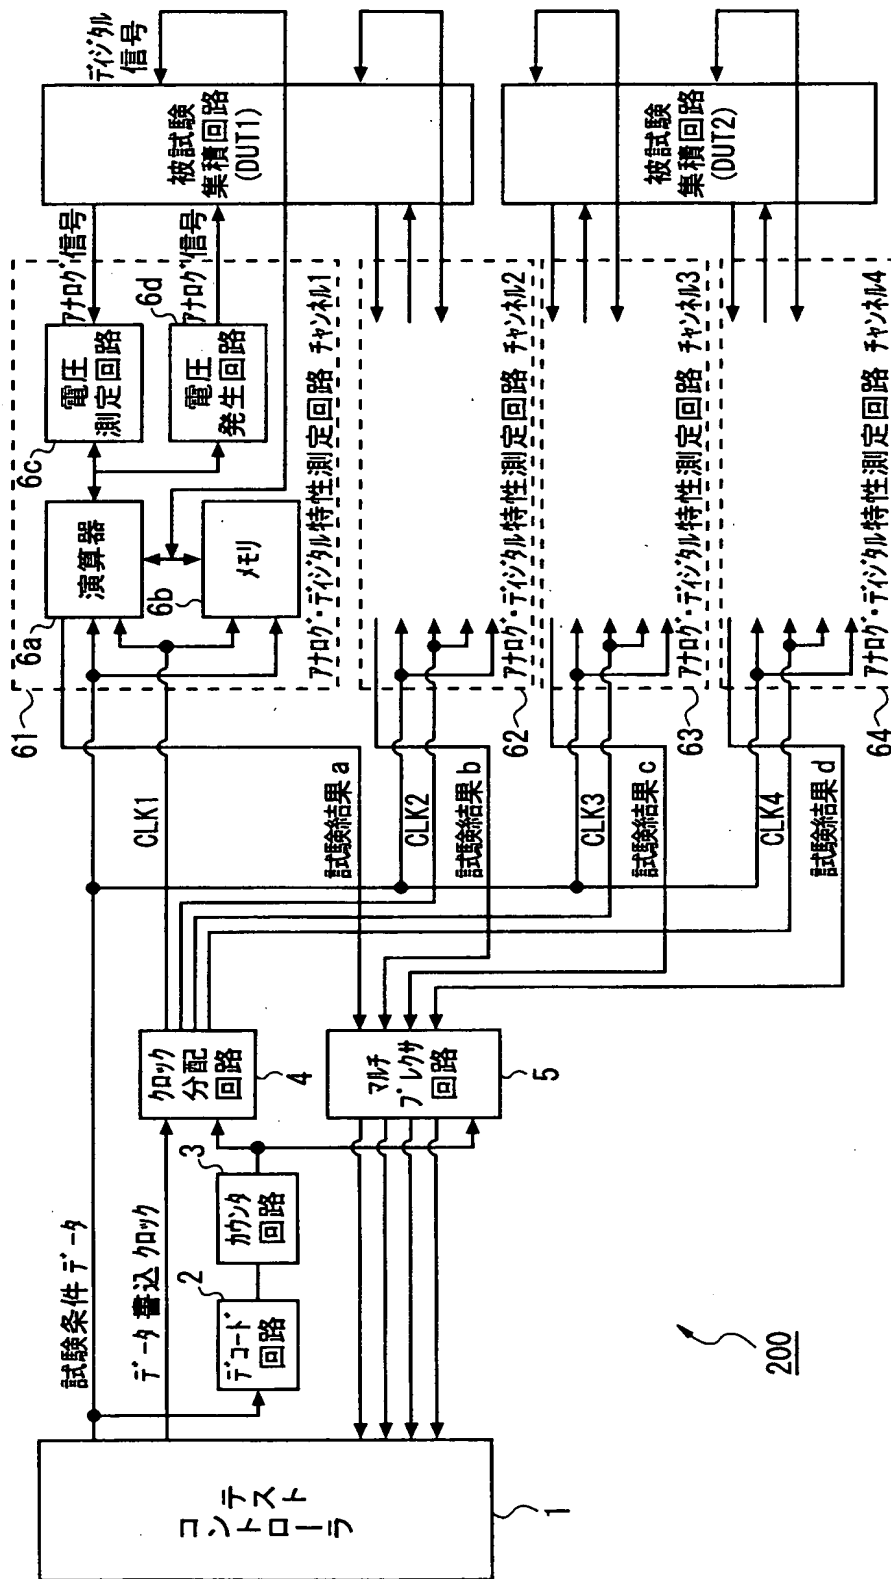 テスト
コントローラ
1
試験条件データ
データ書込クロック
デコード
回路
2
カウンタ
回路
3
クロック
分配
回路
4
マルチ
プレクサ
回路
5
CLK1
試験結果 a
CLK2
試験結果 b
CLK3
試験結果 c
CLK4
試験結果 d
61
6a
演算器
6b
メモリ
6c
電圧
測定回路
6d
電圧
発生回路
アナログ信号
アナログ信号
ディジタル
信号
アナログ・ディジタル特性測定回路 チャンネル1
62
アナログ・ディジタル特性測定回路 チャンネル2
63
アナログ・ディジタル特性測定回路 チャンネル3
64
アナログ・ディジタル特性測定回路 チャンネル4
被試験
集積回路
(DUT1)
被試験
集積回路
(DUT2)
200